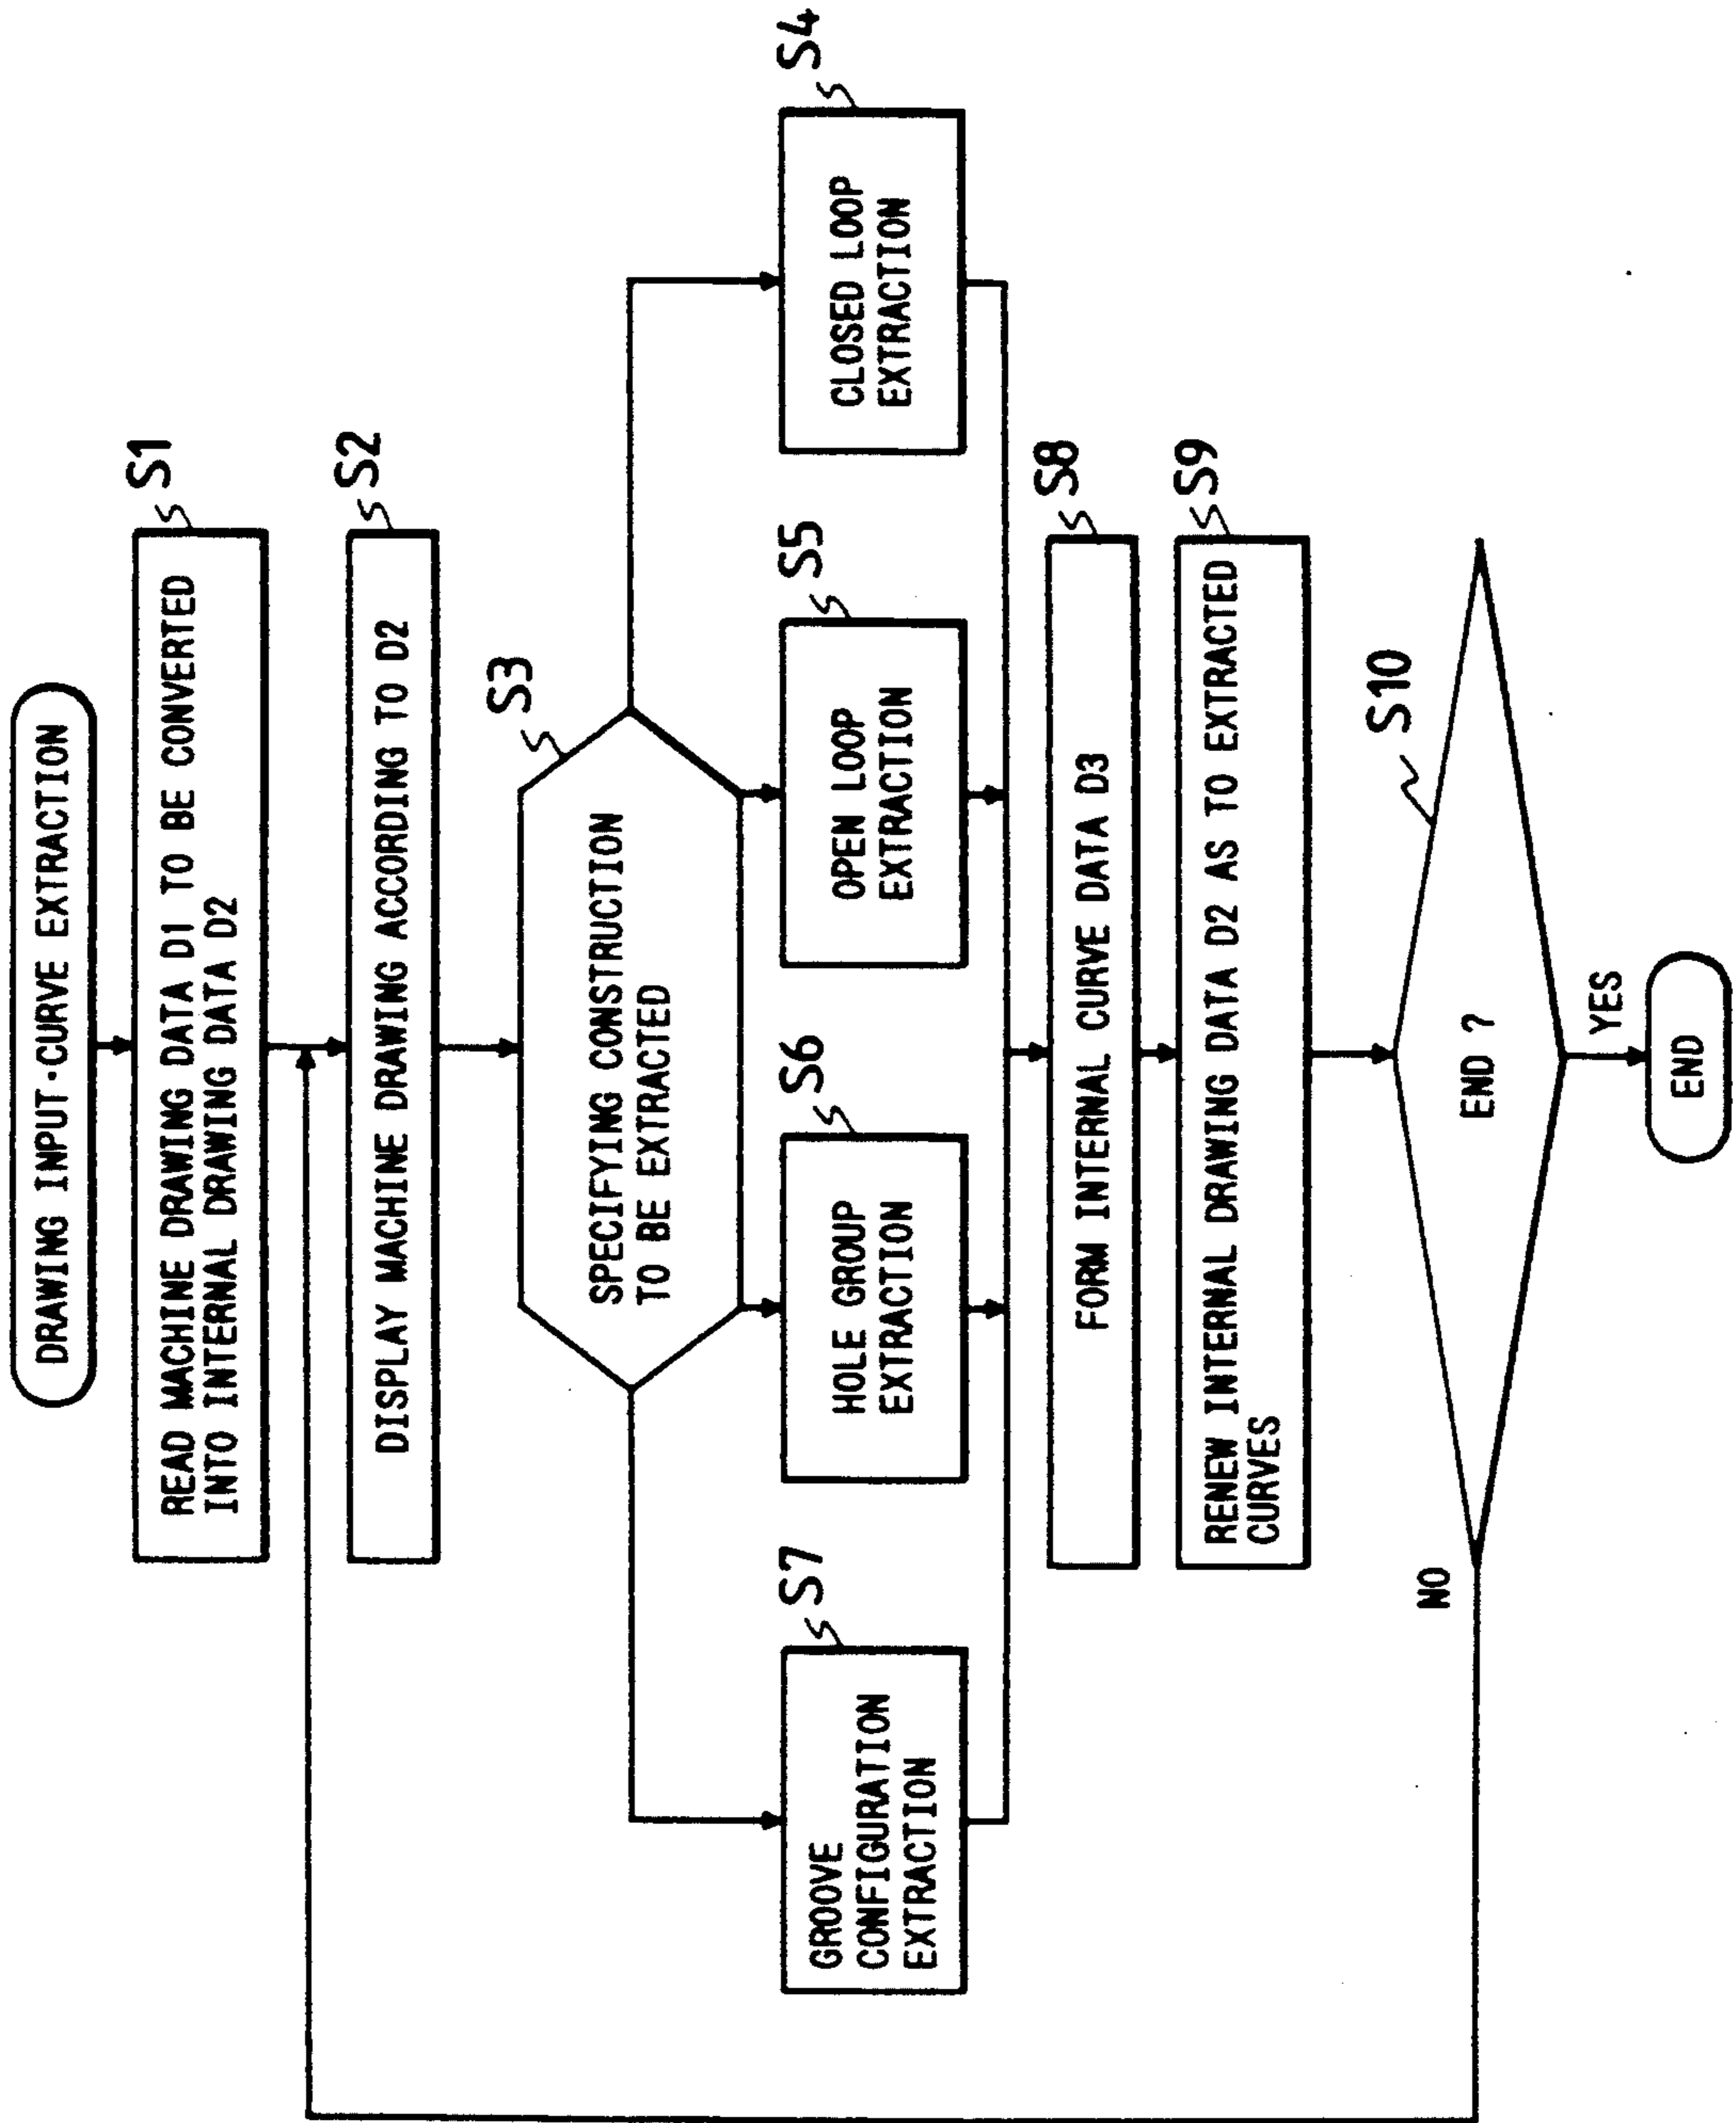 DRAWING INPUT·CURVE EXTRACTION
S1
READ MACHINE DRAWING DATA D1 TO BE CONVERTED
INTO INTERNAL DRAWING DATA D2
S2
DISPLAY MACHINE DRAWING ACCORDING TO D2
S3
SPECIFYING CONSTRUCTION
TO BE EXTRACTED
S7
GROOVE
CONFIGURATION
EXTRACTION
S6
HOLE GROUP
EXTRACTION
S5
OPEN LOOP
EXTRACTION
S4
CLOSED LOOP
EXTRACTION
S8
FORM INTERNAL CURVE DATA D3
S9
RENEW INTERNAL DRAWING DATA D2 AS TO EXTRACTED
CURVES
S10
END ?
NO
YES
END